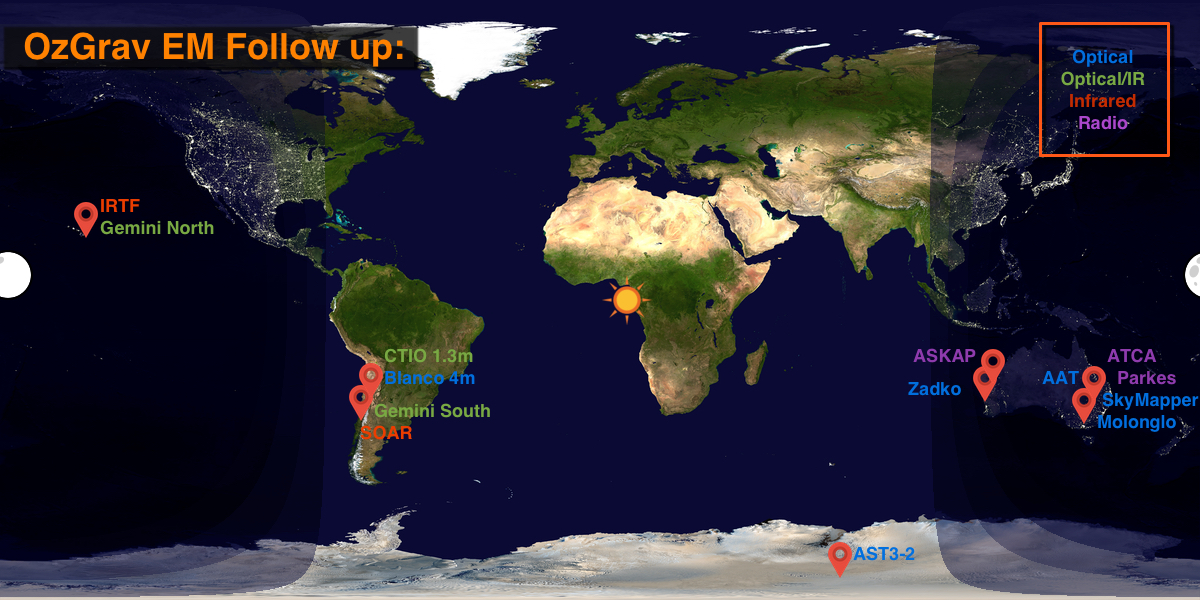 OzGrav EM Follow up:
Optical
Optical/IR
Infrared
Radio
IRTF
Gemini North
CTIO 1.3m
Blanco 4m
Gemini South
SOAR
ASKAP
Zadko
ATCA
AAT
Parkes
SkyMapper
Molonglo
AST3-2